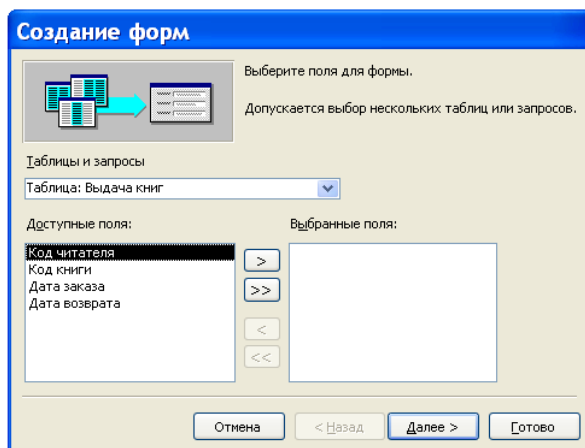 Создание форм
Выберите поля для формы.
Допускается выбор нескольких таблиц или запросов.
Таблицы и запросы
Таблица: Выдача книг
Доступные поля:
Выбранные поля:
Код читателя
Код книги
Дата заказа
Дата возврата
>
>>
<
<<
Отмена
< Назад
Далее >
Готово